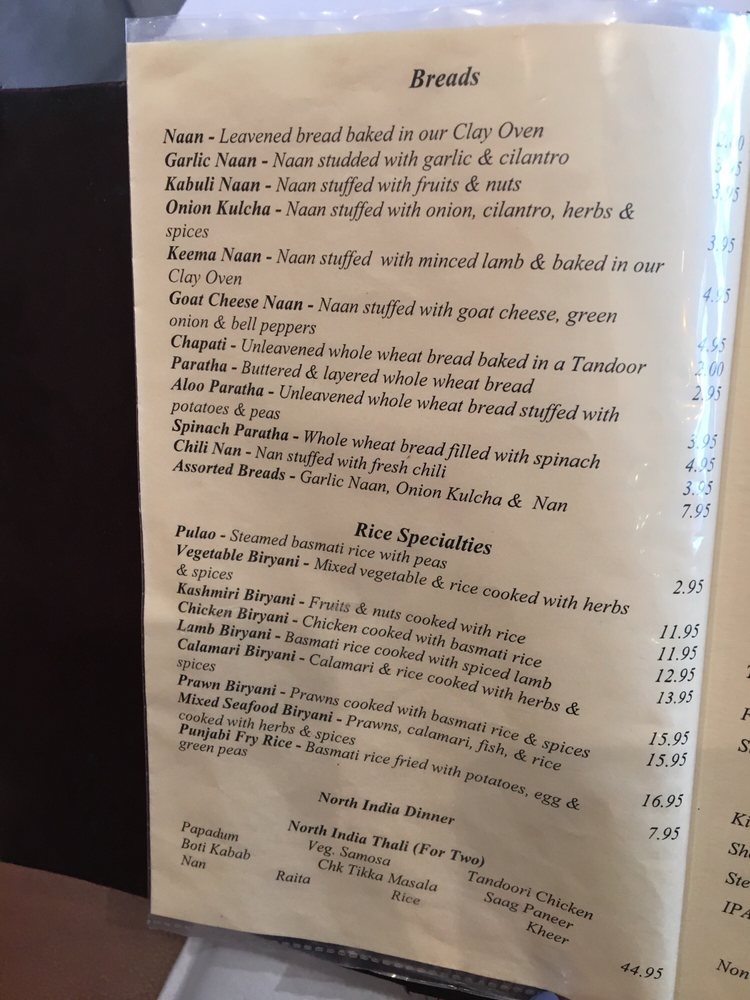 Breads
Naan - Leavened bread baked in our Clay Oven
Garlic Naan - Naan studded with garlic & cilantro
Kabuli Naan - Naan stuffed with fruits & nuts
Onion Kulcha - Naan stuffed with onion, cilantro, herbs &
spices 3.95
Keema Naan - Naan stuffed with minced lamb & baked in our
Clay Oven 4.95
Goat Cheese Naan - Naan stuffed with goat cheese, green
onion & bell peppers 4.95
Chapati - Unleavened whole wheat bread baked in a Tandoor 2.00
Paratha - Buttered & layered whole wheat bread 2.95
Aloo Paratha - Unleavened whole wheat bread stuffed with
potatoes & peas 3.95
Spinach Paratha - Whole wheat bread filled with spinach 4.95
Chili Nan - Nan stuffed with fresh chili 3.95
Assorted Breads - Garlic Naan, Onion Kulcha & Nan 7.95
Rice Specialties
Pulao - Steamed basmati rice with peas 2.95
Vegetable Biryani - Mixed vegetable & rice cooked with herbs
& spices 11.95
Kashmiri Biryani - Fruits & nuts cooked with rice 11.95
Chicken Biryani - Chicken cooked with basmati rice 12.95
Lamb Biryani - Basmati rice cooked with spiced lamb 13.95
Calamari Biryani - Calamari & rice cooked with herbs &
spices 15.95
Prawn Biryani - Prawns cooked with basmati rice & spices 15.95
Mixed Seafood Biryani - Prawns, calamari, fish, & rice
cooked with herbs & spices 16.95
Punjabi Fry Rice - Basmati rice fried with potatoes, egg &
green peas 7.95
North India Dinner
North India Thali (For Two)
Papadum Veg. Samosa Tandoori Chicken
Boti Kabab Chk Tikka Masala Saag Paneer
Nan Raita Rice Kheer
44.95
IPA
Non